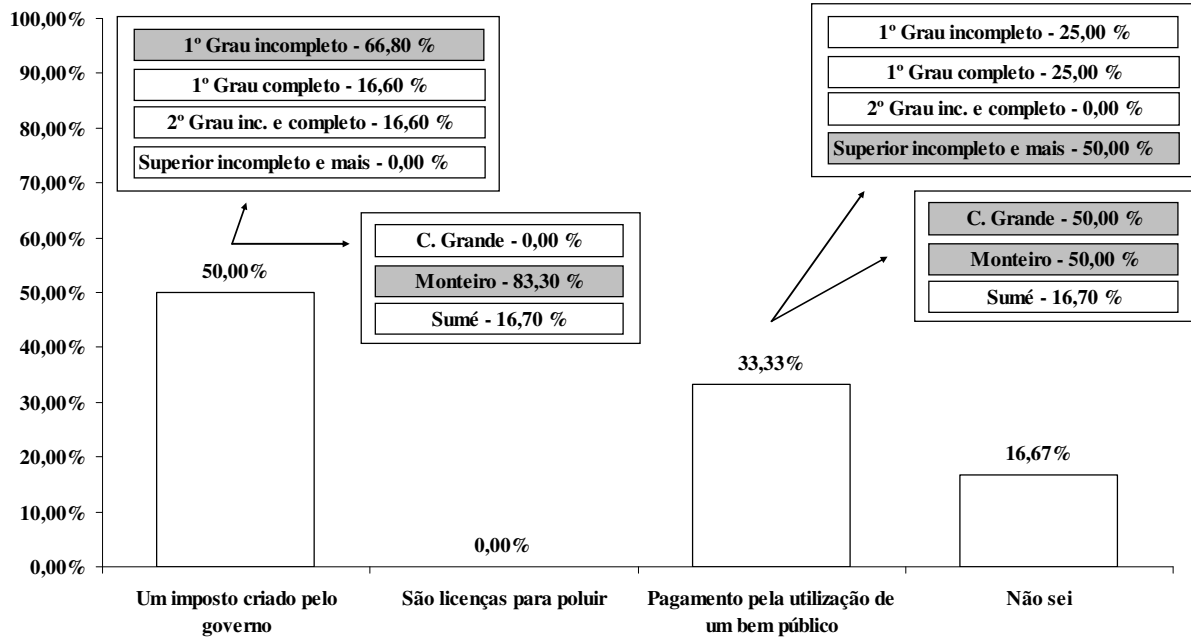 100,00%
90,00%
80,00%
70,00%
60,00%
50,00%
40,00%
30,00%
20,00%
10,00%
0,00%
1º Grau incompleto - 66,80 %
1º Grau completo - 16,60 %
2º Grau inc. e completo - 16,60 %
Superior incompleto e mais - 0,00 %
C. Grande - 0,00 %
Monteiro - 83,30 %
Sumé - 16,70 %
1º Grau incompleto - 25,00 %
1º Grau completo - 25,00 %
2º Grau inc. e completo - 0,00 %
Superior incompleto e mais - 50,00 %
C. Grande - 50,00 %
Monteiro - 50,00 %
Sumé - 16,70 %
50,00%
0,00%
33,33%
16,67%
Um imposto criado pelo
governo
São licenças para poluir
Pagamento pela utilização de
um bem público
Não sei